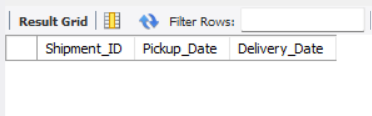 Result Grid Filter Rows:
Shipment_ID Pickup_Date Delivery_Date